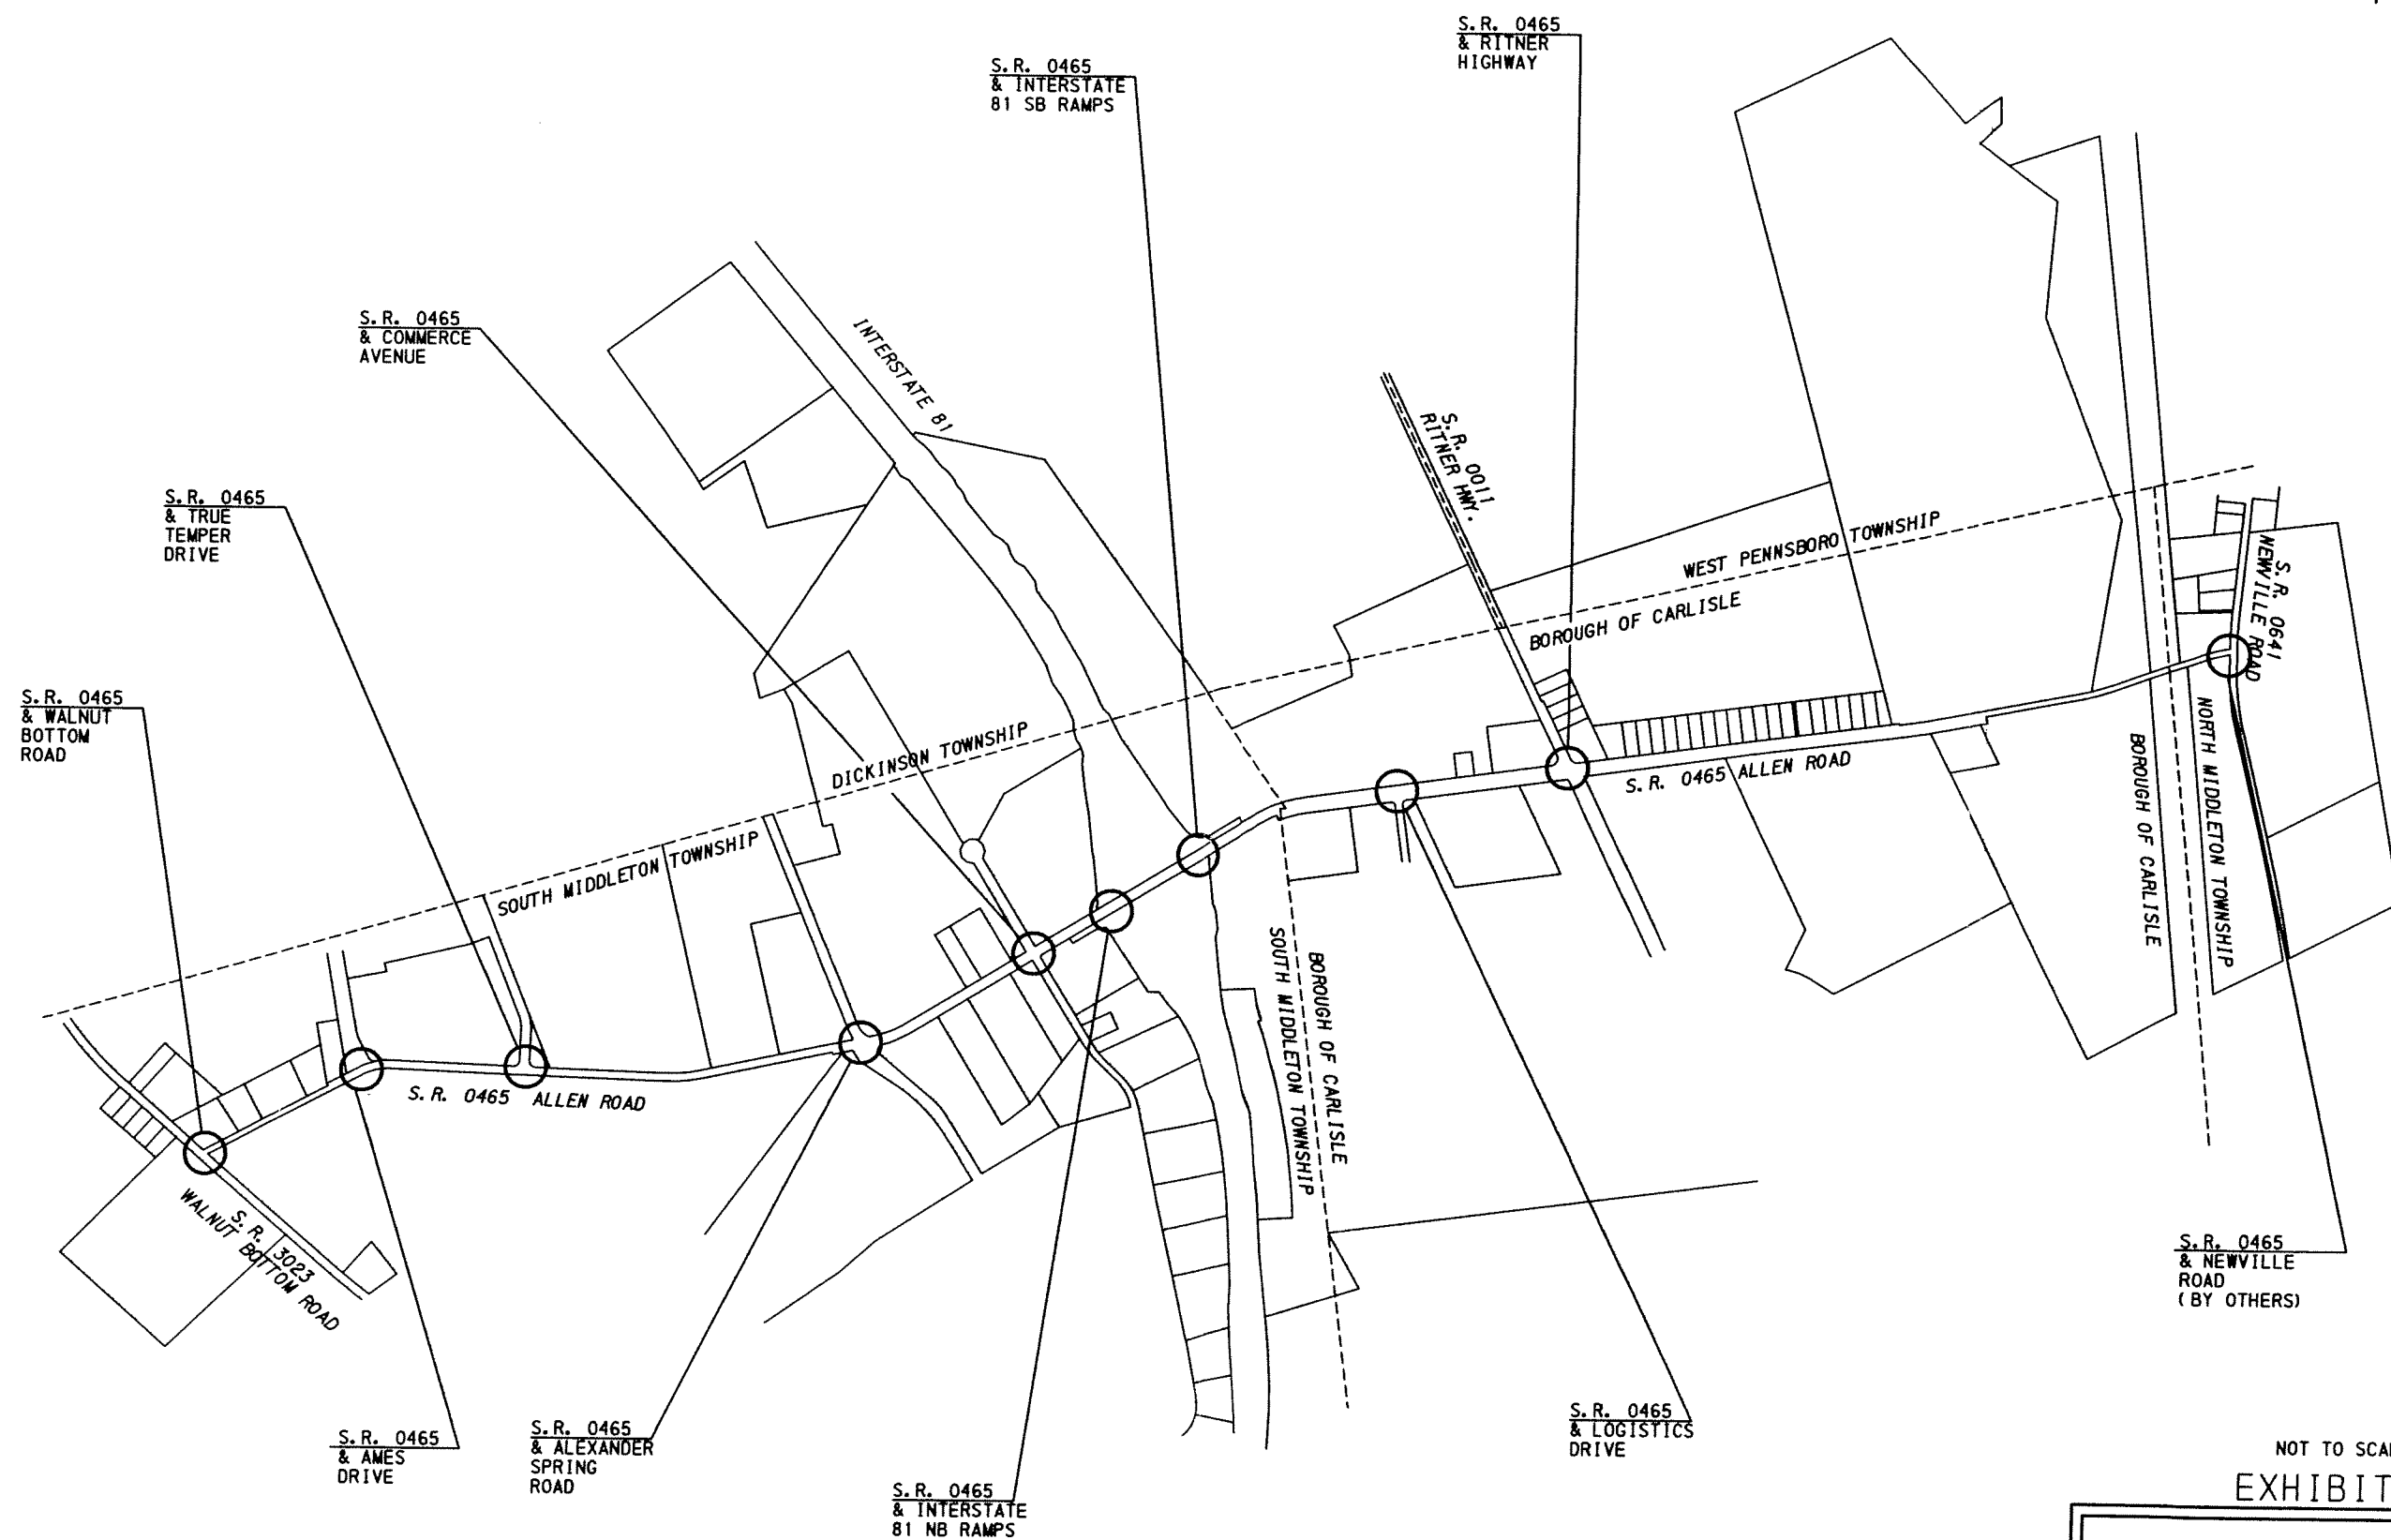 S.R. 0465
& RITNER
HIGHWAY
S.R. 0465
& INTERSTATE
81 SB RAMPS
S.R. 0465
& COMMERCE
AVENUE
INTERSTATE 81
S.R. 0011
RITNER HWY.
S.R. 0465
& TRUE
TEMPER
DRIVE
WEST PENNSBORO TOWNSHIP
BOROUGH OF CARLISLE
S.R. 0641
NEWVILLE ROAD
S.R. 0465
& WALNUT
BOTTOM
ROAD
DICKINSON TOWNSHIP
SOUTH MIDDLETON TOWNSHIP
S.R. 0465 ALLEN ROAD
BOROUGH OF CARLISLE
NORTH MIDDLETON TOWNSHIP
BOROUGH OF CARLISLE
SOUTH MIDDLETON TOWNSHIP
S.R. 0465 ALLEN ROAD
S.R. 3023
WALNUT BOTTOM ROAD
S.R. 0465
& NEWVILLE
ROAD
(BY OTHERS)
S.R. 0465
& AMES
DRIVE
S.R. 0465
& ALEXANDER
SPRING
ROAD
S.R. 0465
& INTERSTATE
81 NB RAMPS
S.R. 0465
& LOGISTICS
DRIVE
NOT TO
EXHIBIT